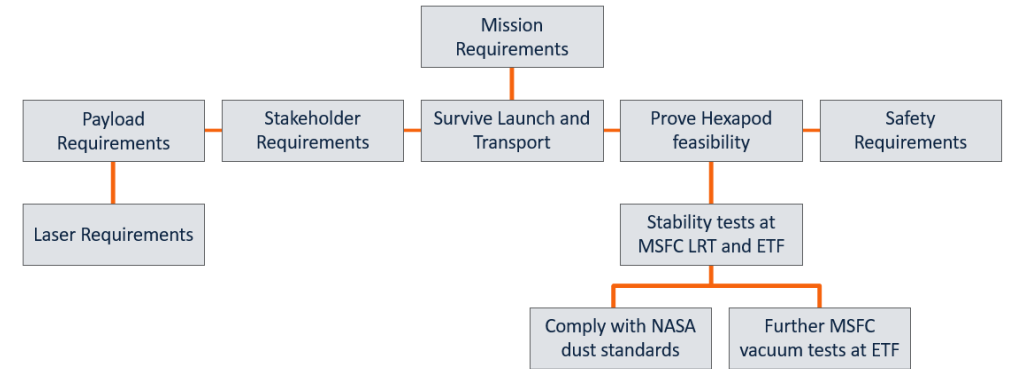 Mission
Requirements
Payload
Requirements
Stakeholder
Requirements
Survive Launch and
Transport
Prove Hexapod
feasibility
Safety
Requirements
Laser Requirements
Stability tests at
MSFC LRT and ETF
Comply with NASA
dust standards
Further MSFC
vacuum tests at ETF